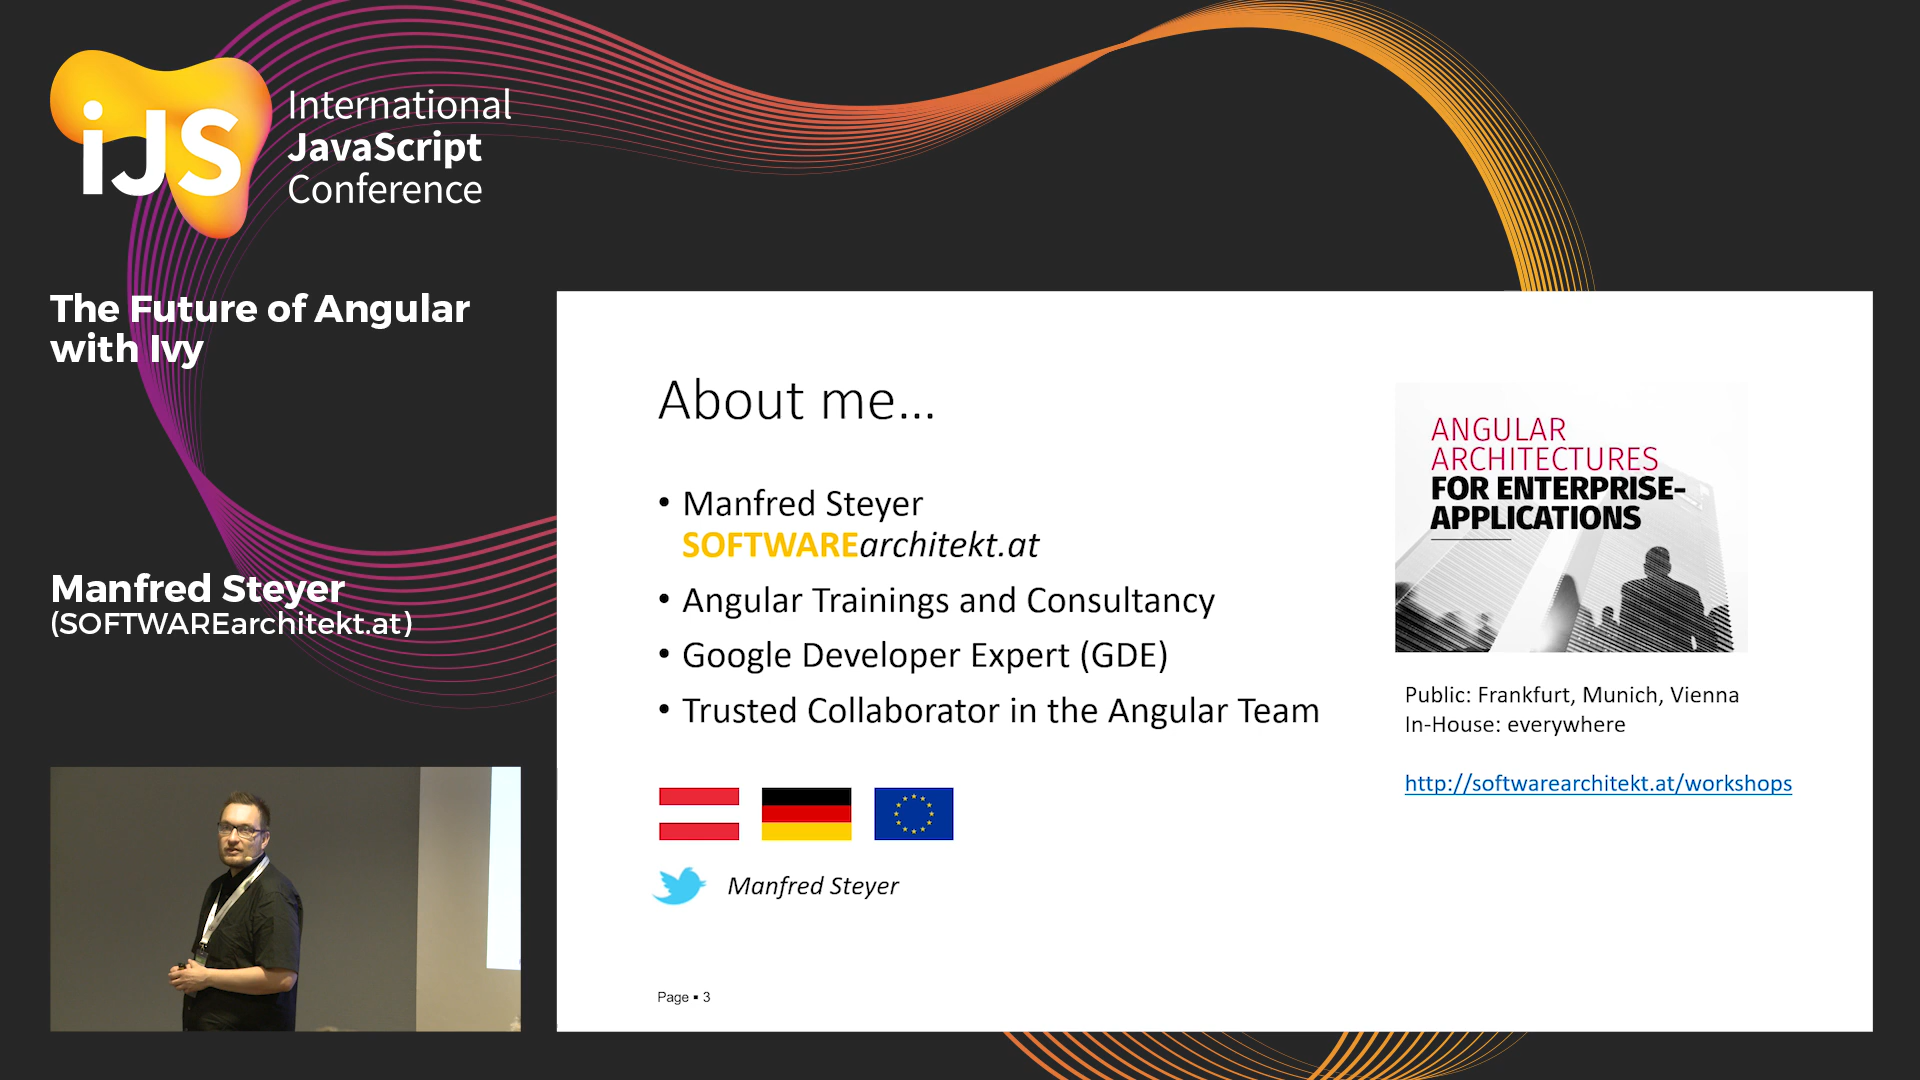 iJS
International
JavaScript
Conference
The Future of Angular
with Ivy
Manfred Steyer
(SOFTWAREarchitekt.at)
About me...
• Manfred Steyer
SOFTWAREarchitekt.at
• Angular Trainings and Consultancy
• Google Developer Expert (GDE)
• Trusted Collaborator in the Angular Team
Manfred Steyer
Page ▪ 3
ANGULAR
ARCHITECTURES
FOR ENTERPRISE-
APPLICATIONS
Public: Frankfurt, Munich, Vienna
In-House: everywhere
http://softwarearchitekt.at/workshops